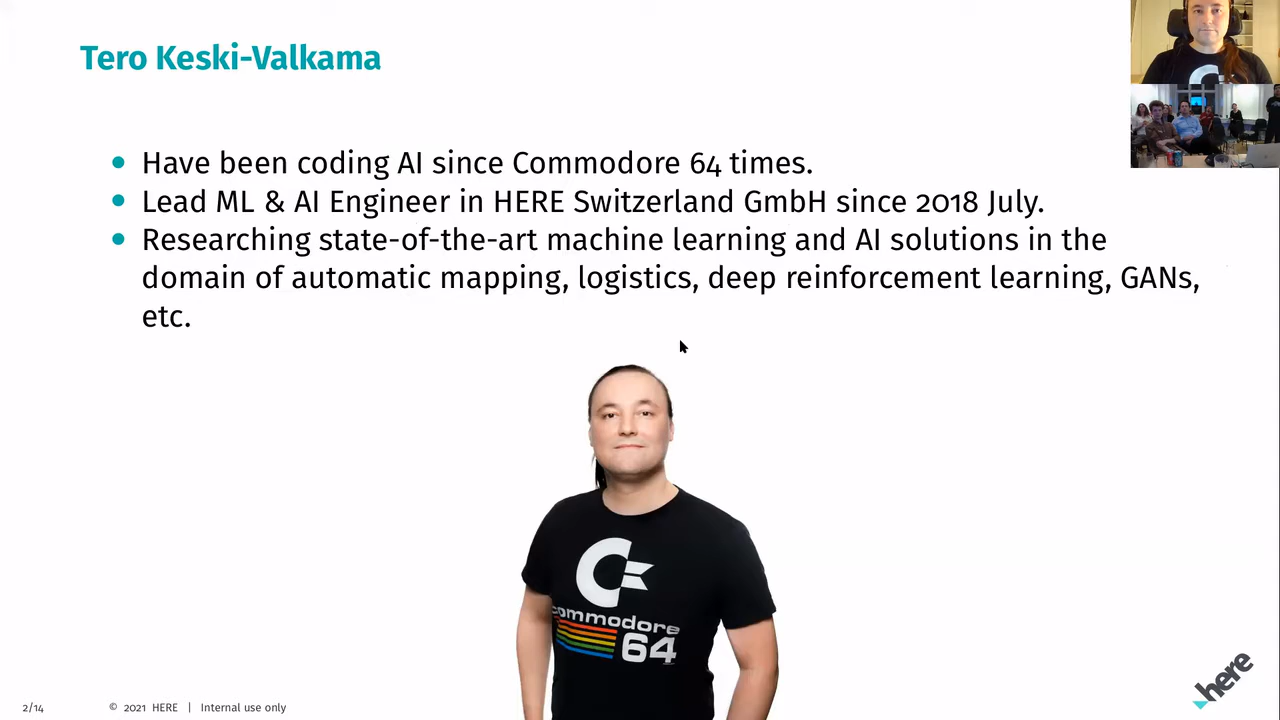 Tero Keski-Valkama
Have been coding AI since Commodore 64 times.
Lead ML & AI Engineer in HERE Switzerland GmbH since 2018 July.
Researching state-of-the-art machine learning and AI solutions in the
domain of automatic mapping, logistics, deep reinforcement learning, GANs,
etc.
commodore
64
here
2/14 © 2021 HERE | Internal use only